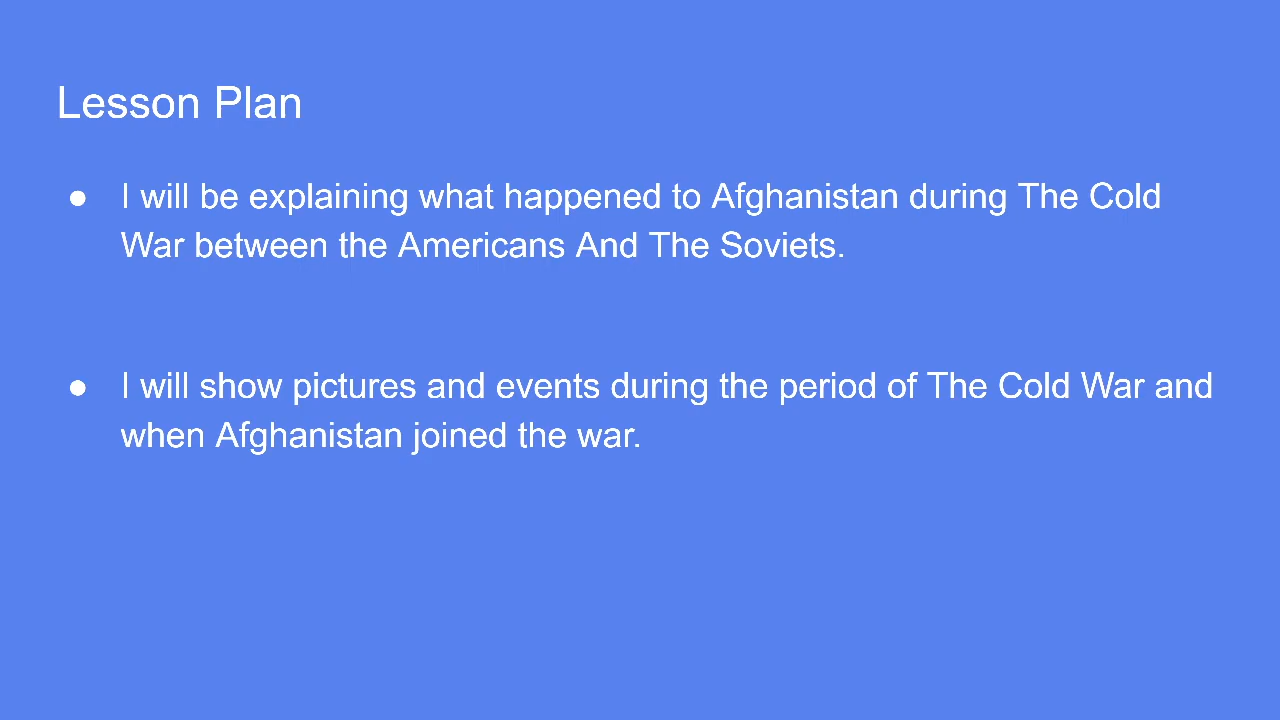 Lesson Plan
● I will be explaining what happened to Afghanistan during The Cold
War between the Americans And The Soviets.
● I will show pictures and events during the period of The Cold War and
when Afghanistan joined the war.